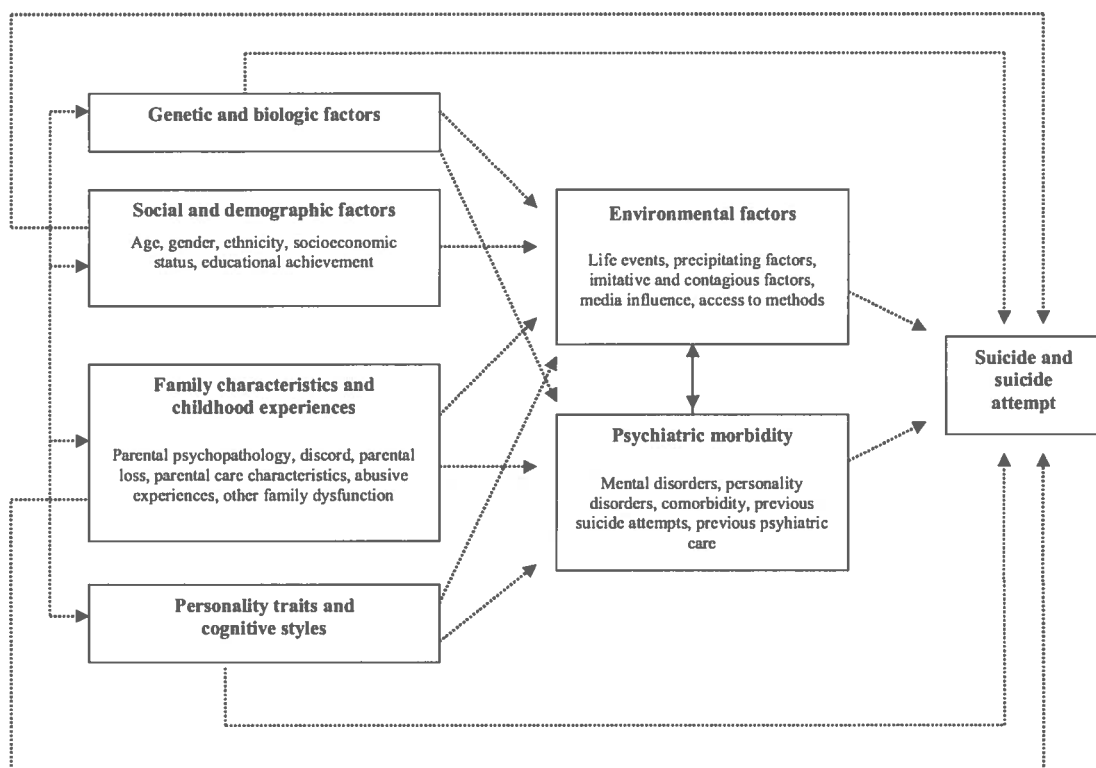 Genetic and biologic factors
Social and demographic factors
Age, gender, ethnicity, socioeconomic
status, educational achievement
Family characteristics and
childhood experiences
Parental psychopathology, discord, parental
loss, parental care characteristics, abusive
experiences, other family dysfunction
Personality traits and
cognitive styles
Environmental factors
Life events, precipitating factors,
imitative and contagious factors,
media influence, access to methods
Psychiatric morbidity
Mental disorders, personality
disorders, comorbidity, previous
suicide attempts, previous psyhiatric
care
Suicide and
suicide
attempt